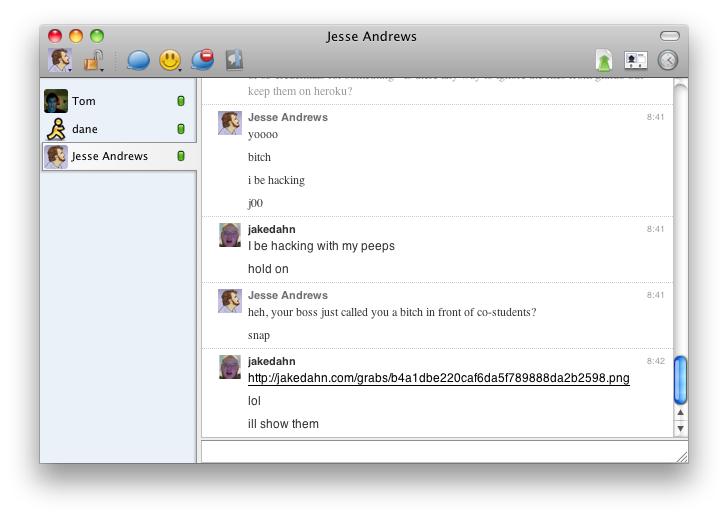 Jesse Andrews
Tom
dane
Jesse Andrews
keep them on heroku?
Jesse Andrews 8:41
yoooo
bitch
i be hacking
j00
jakedahn 8:41
I be hacking with my peeps
hold on
Jesse Andrews 8:41
heh, your boss just called you a bitch in front of co-students?
snap
jakedahn 8:42
http://jakedahn.com/grabs/b4a1dbe220caf6da5f789888da2b2598.png
lol
ill show them